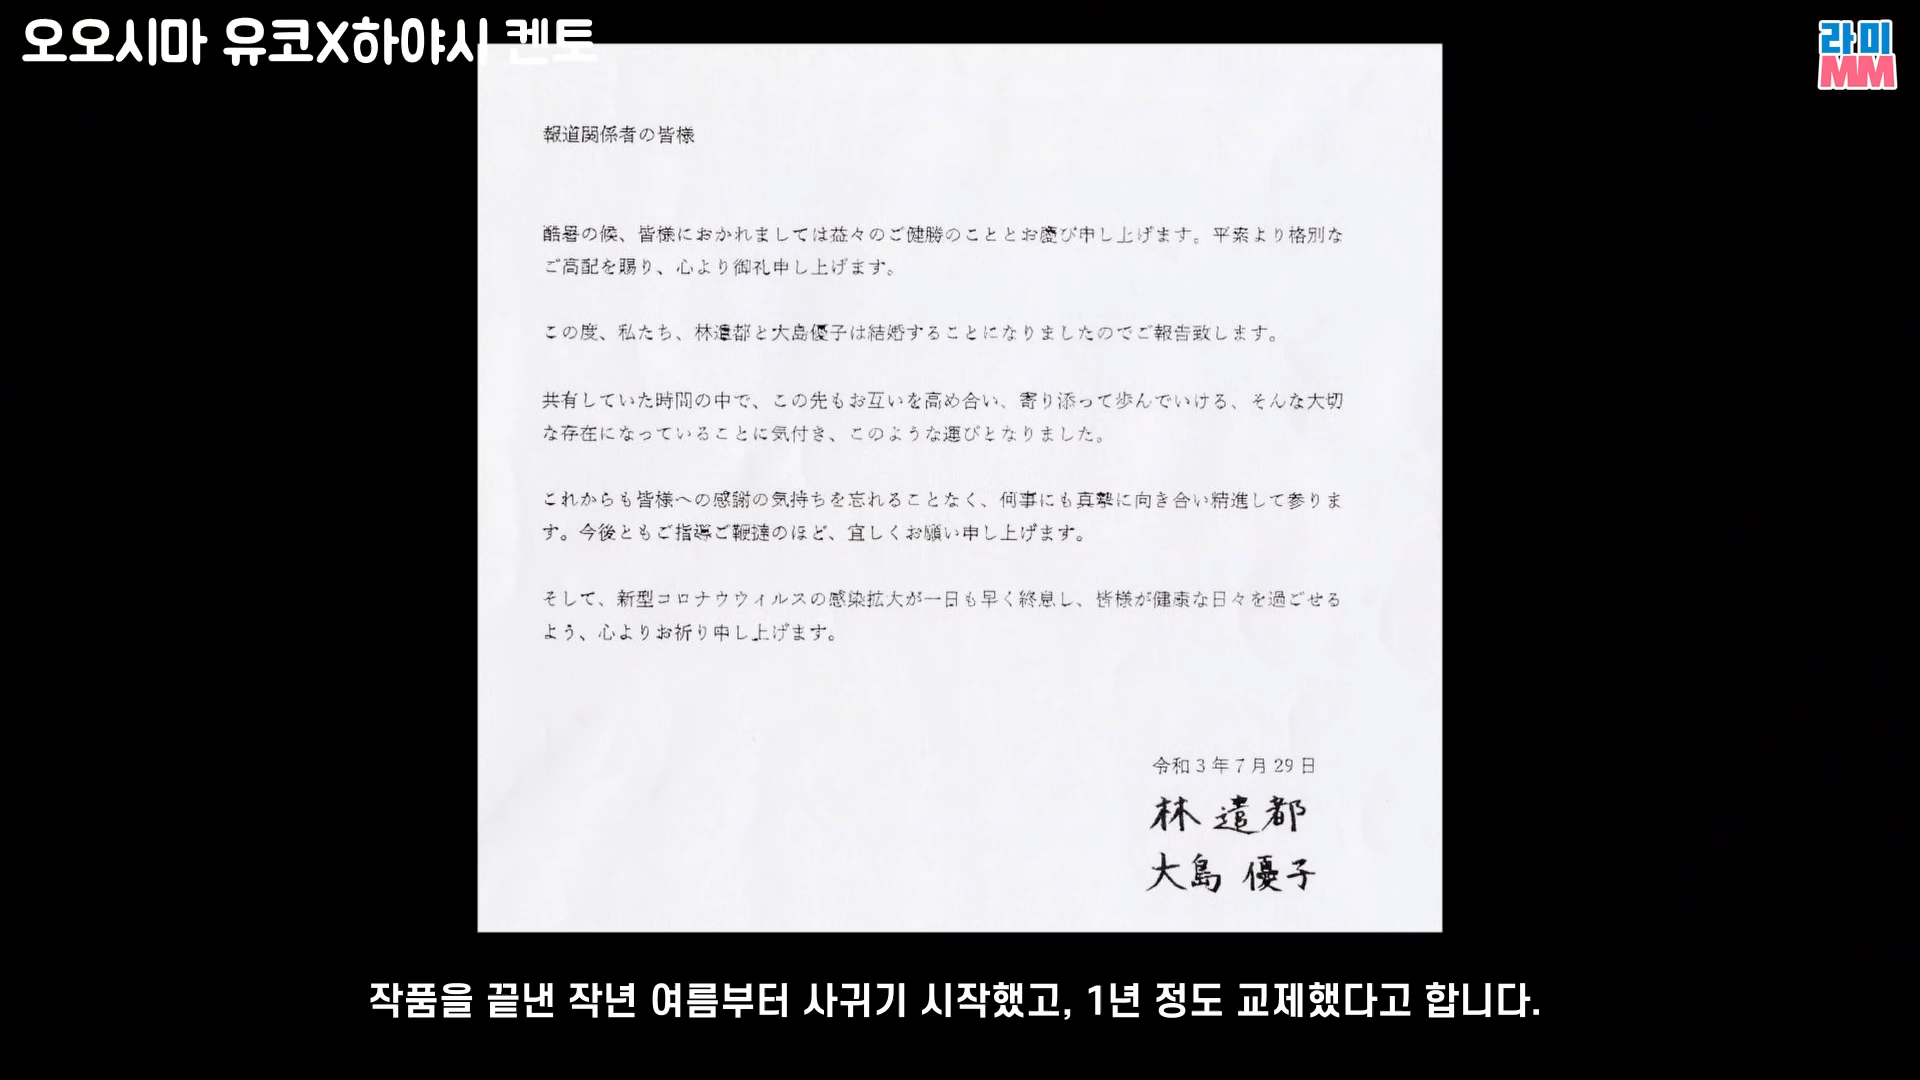 오오시마 유코X하야시 켄토
라미
MM
報道関係者の皆様
酷暑の候、皆様におかれましては益々のご健勝のこととお慶び申し上げます。平素より格別な
ご高配を賜り、心より御礼申し上げます。
この度、私たち、林遣都と大島優子は結婚することになりましたのでご報告致します。
共有していた時間の中で、この先もお互いを高め合い、寄り添って歩んでいける、そんな大切
な存在になっていることに気付き、このような運びとなりました。
これからも皆様への感謝の気持ちを忘れることなく、何事にも真摯に向き合い精進して参りま
す。今後ともご指導ご鞭撻のほど、宜しくお願い申し上げます。
そして、新型コロナウウィルスの感染拡大が一日も早く終息し、皆様が健康な日々を過ごせる
よう、心よりお祈り申し上げます。
令和3年7月29日
林 遣都
大島 優子
작품을 끝낸 작년 여름부터 사귀기 시작했고, 1년 정도 교제했다고 합니다.